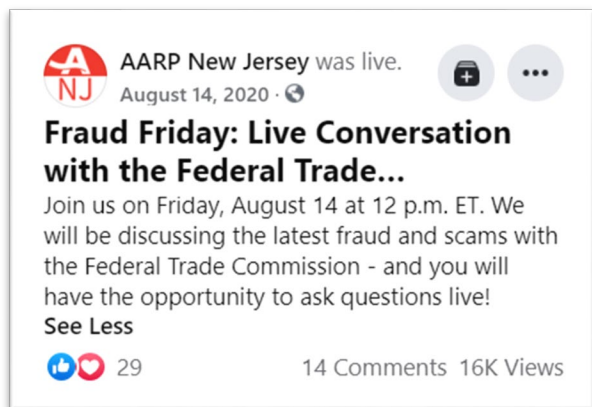 A
NJ
AARP New Jersey was live.
August 14, 2020 ·
Fraud Friday: Live Conversation
with the Federal Trade...
Join us on Friday, August 14 at 12 p.m. ET. We
will be discussing the latest fraud and scams with
the Federal Trade Commission - and you will
have the opportunity to ask questions live!
See Less
29 14 Comments 16K Views